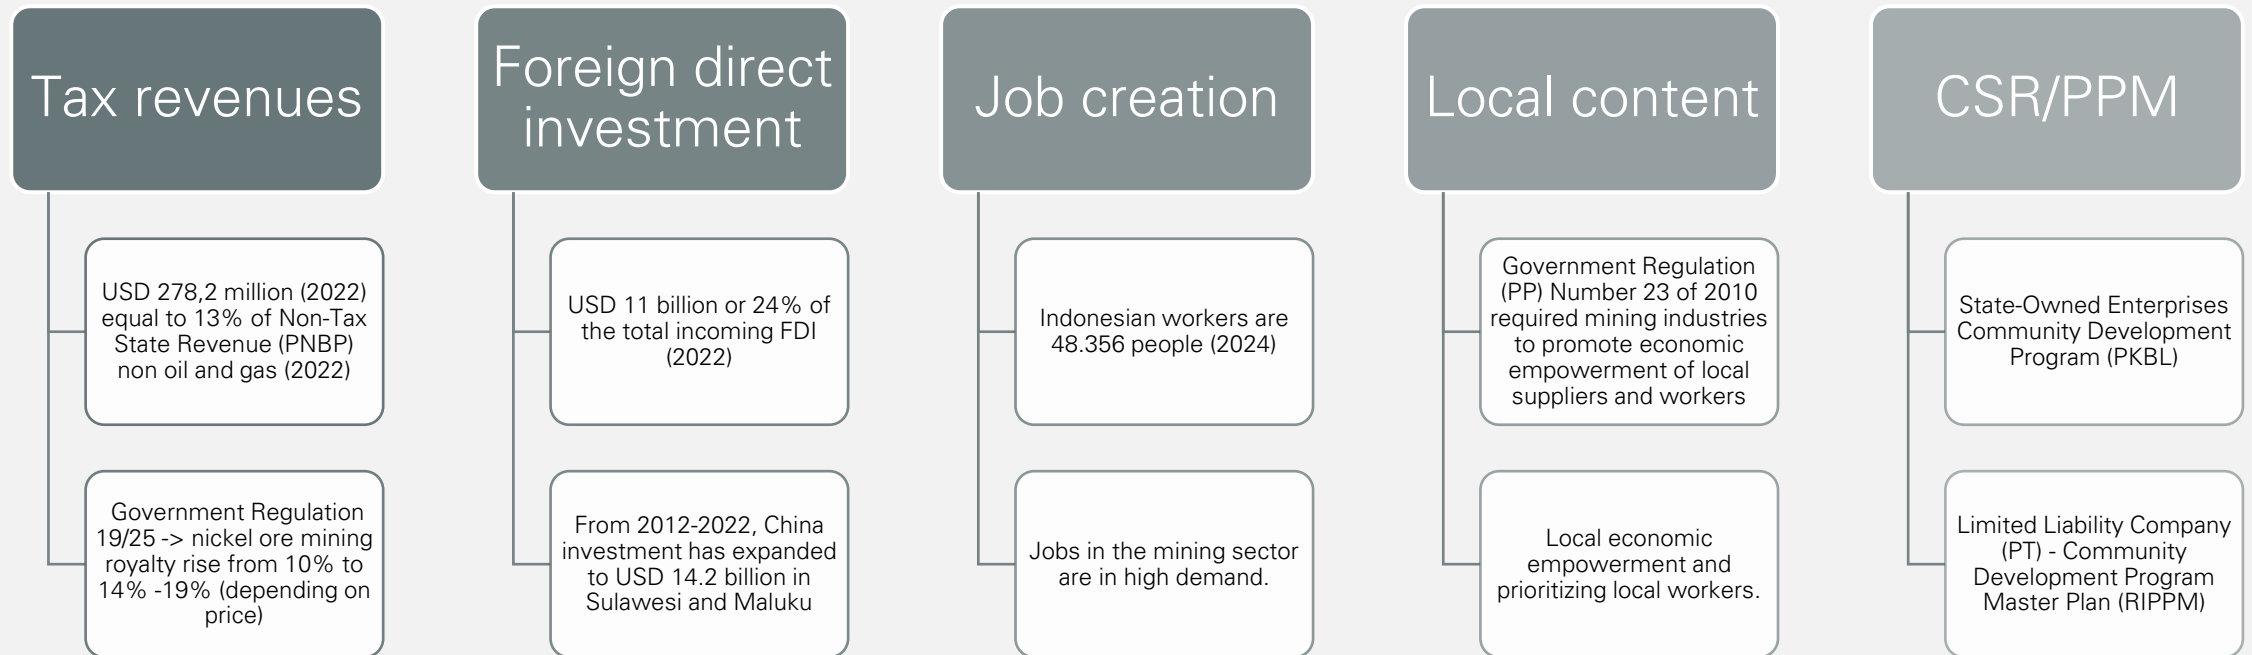 Tax revenues
USD 278,2 million (2022)
equal to 13% of Non-Tax
State Revenue (PNBP)
non oil and gas (2022)
Government Regulation
19/25 -> nickel ore mining
royalty rise from 10% to
14% -19% (depending on
price)
Foreign direct
investment
USD 11 billion or 24% of
the total incoming FDI
(2022)
From 2012-2022, China
investment has expanded
to USD 14.2 billion in
Sulawesi and Maluku
Job creation
Indonesian workers are
48.356 people (2024)
Jobs in the mining sector
are in high demand.
Local content
Government Regulation
(PP) Number 23 of 2010
required mining industries
to promote economic
empowerment of local
suppliers and workers
Local economic
empowerment and
prioritizing local workers.
CSR/PPM
State-Owned Enterprises
Community Development
Program (PKBL)
Limited Liability Company
(PT) - Community
Development Program
Master Plan (RIPPM)